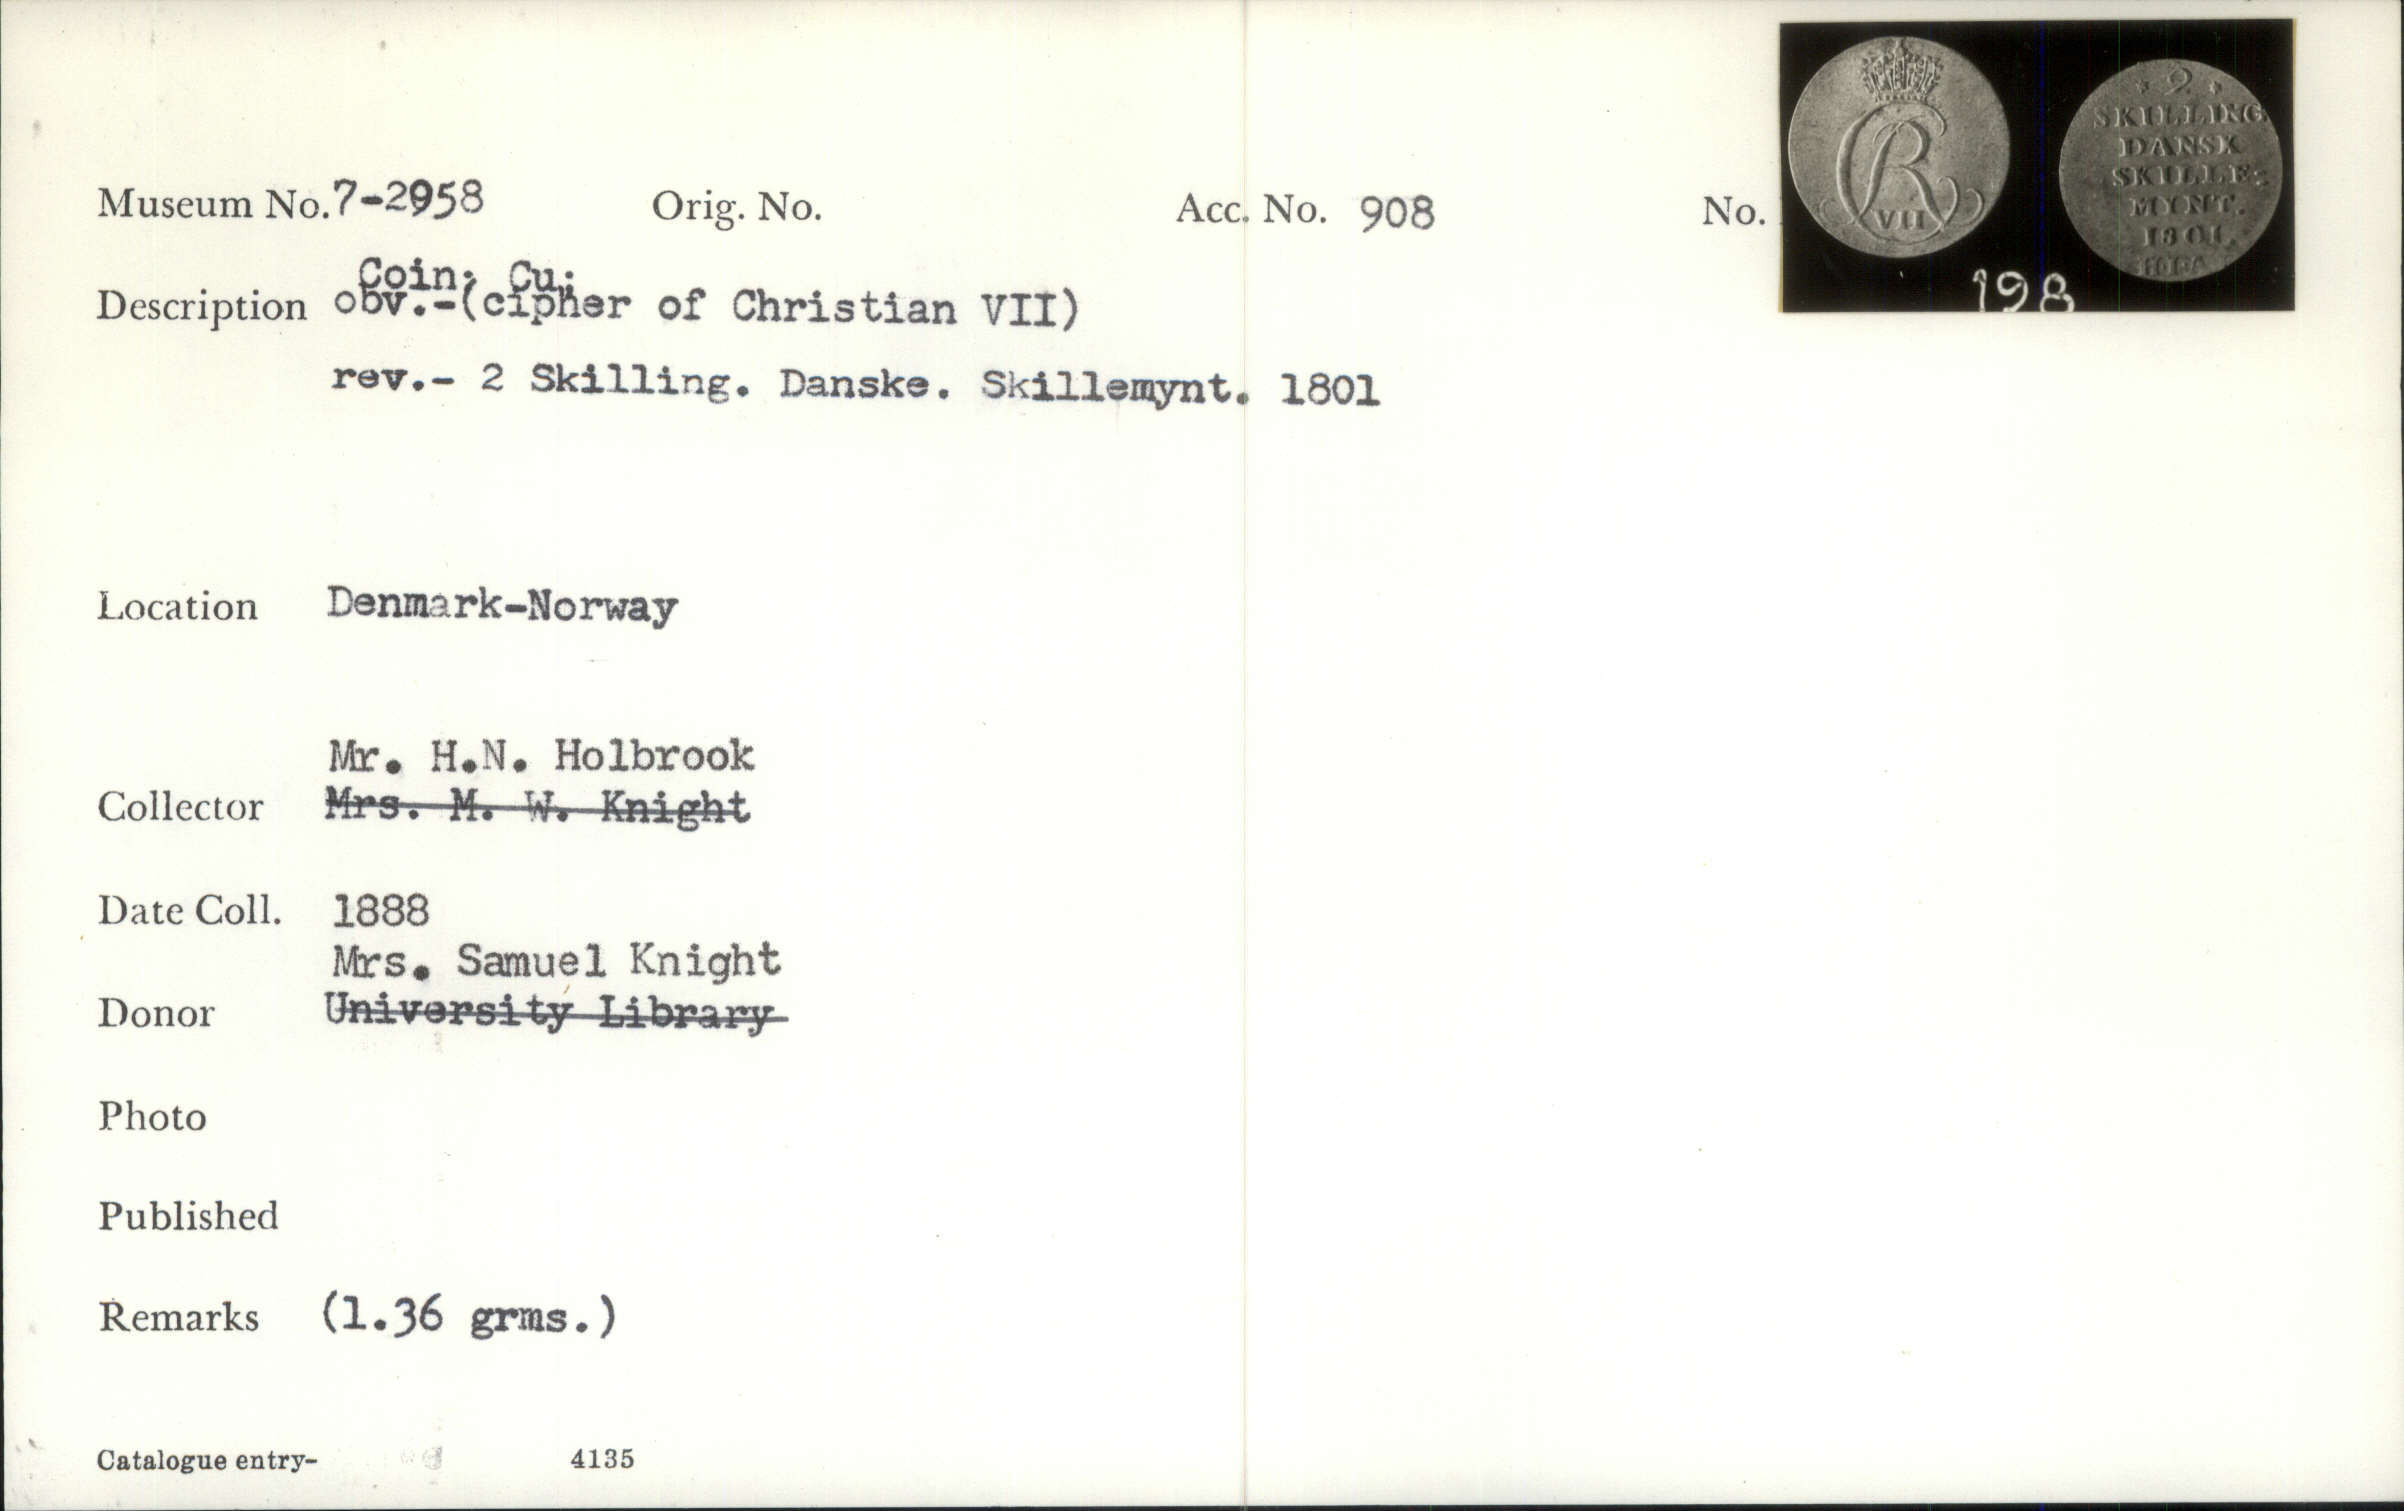 Museum No. 7-2958 Orig. No. Acc. No. 908 No.
Coin; Cu;
Description obv.-(cipher of Christian VII)
rev.- 2 Skilling. Danske. Skillemynt. 1801
Location Denmark-Norway
Mr. H.N. Holbrook
Collector Mrs. M. W. Knight
Date Coll. 1888
Mrs. Samuel Knight
Donor University Library
Photo
Published
Remarks (1.36 grms.)
Catalogue entry- 4135
VII
2
SKILLING
DANSK
SKILLE-
MYNT.
1801.
198